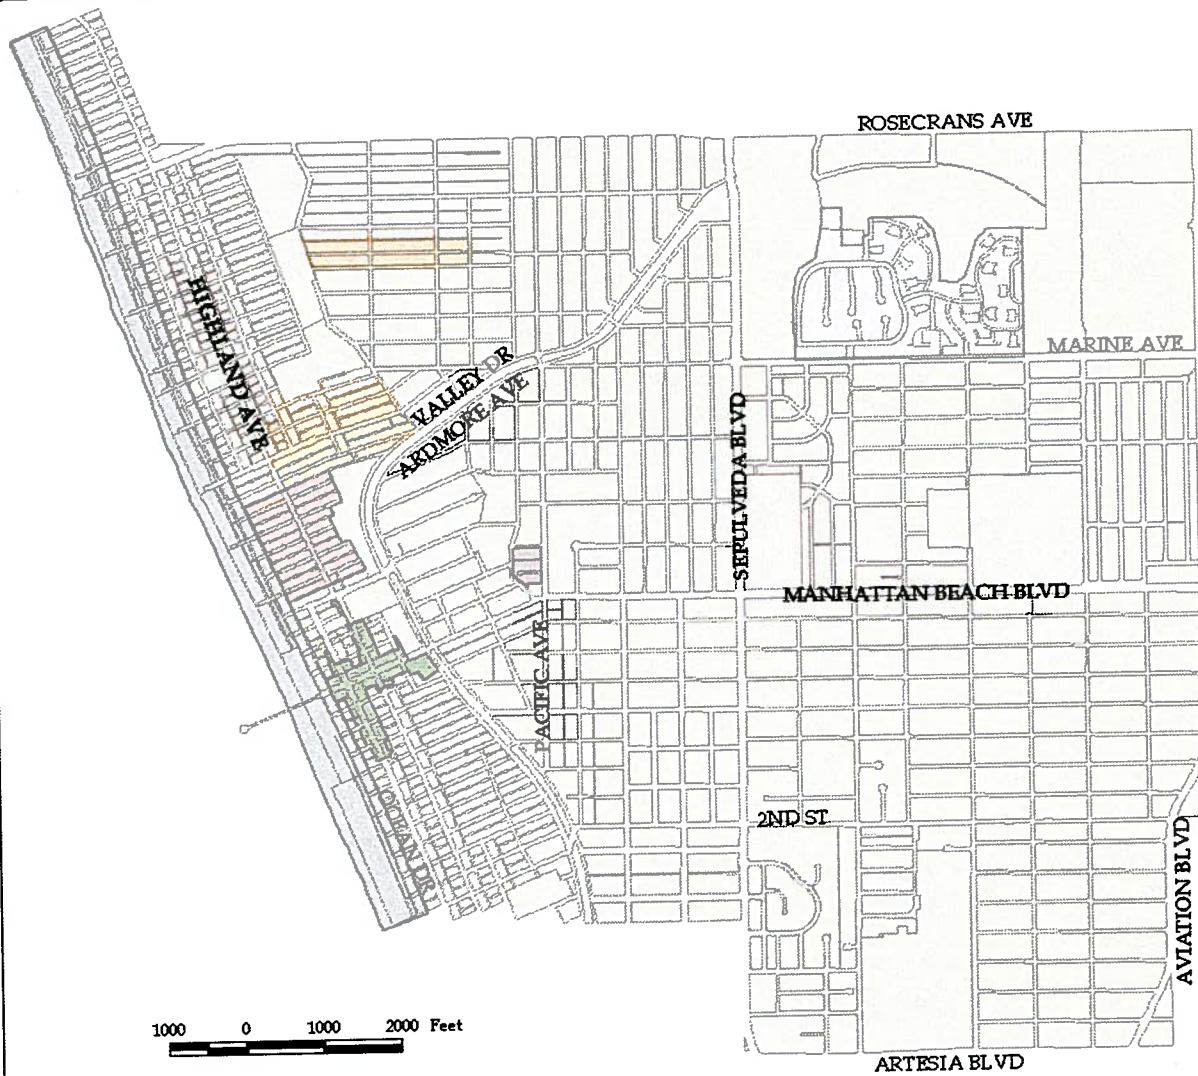 ROSECRANS AVE
HIGHLAND AVE
MARINE AVE
VALLEY DR
ARDMORE AVE
SEPULVEDA BLVD
MANHATTAN BEACH BLVD
PACIFIC AVE
OCEAN DR
2ND ST
AVIATION BLVD
1000 0 1000 2000 Feet
ARTESIA BLVD